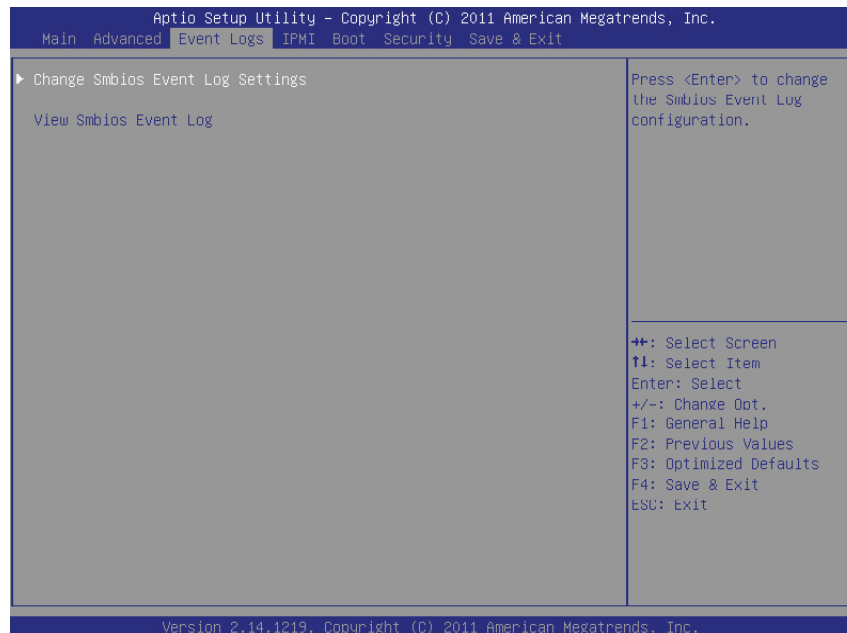 Aptio Setup Utility – Copyright (C) 2011 American Megatrends, Inc.
Main Advanced Event Logs IPMI Boot Security Save & Exit
▶ Change Smbios Event Log Settings
View Smbios Event Log
Press <Enter> to change
the Smbios Event Log
configuration.
→←: Select Screen
↑↓: Select Item
Enter: Select
+/-: Change Opt.
F1: General Help
F2: Previous Values
F3: Optimized Defaults
F4: Save & Exit
ESC: Exit
Version 2.14.1219. Copyright (C) 2011 American Megatrends, Inc.